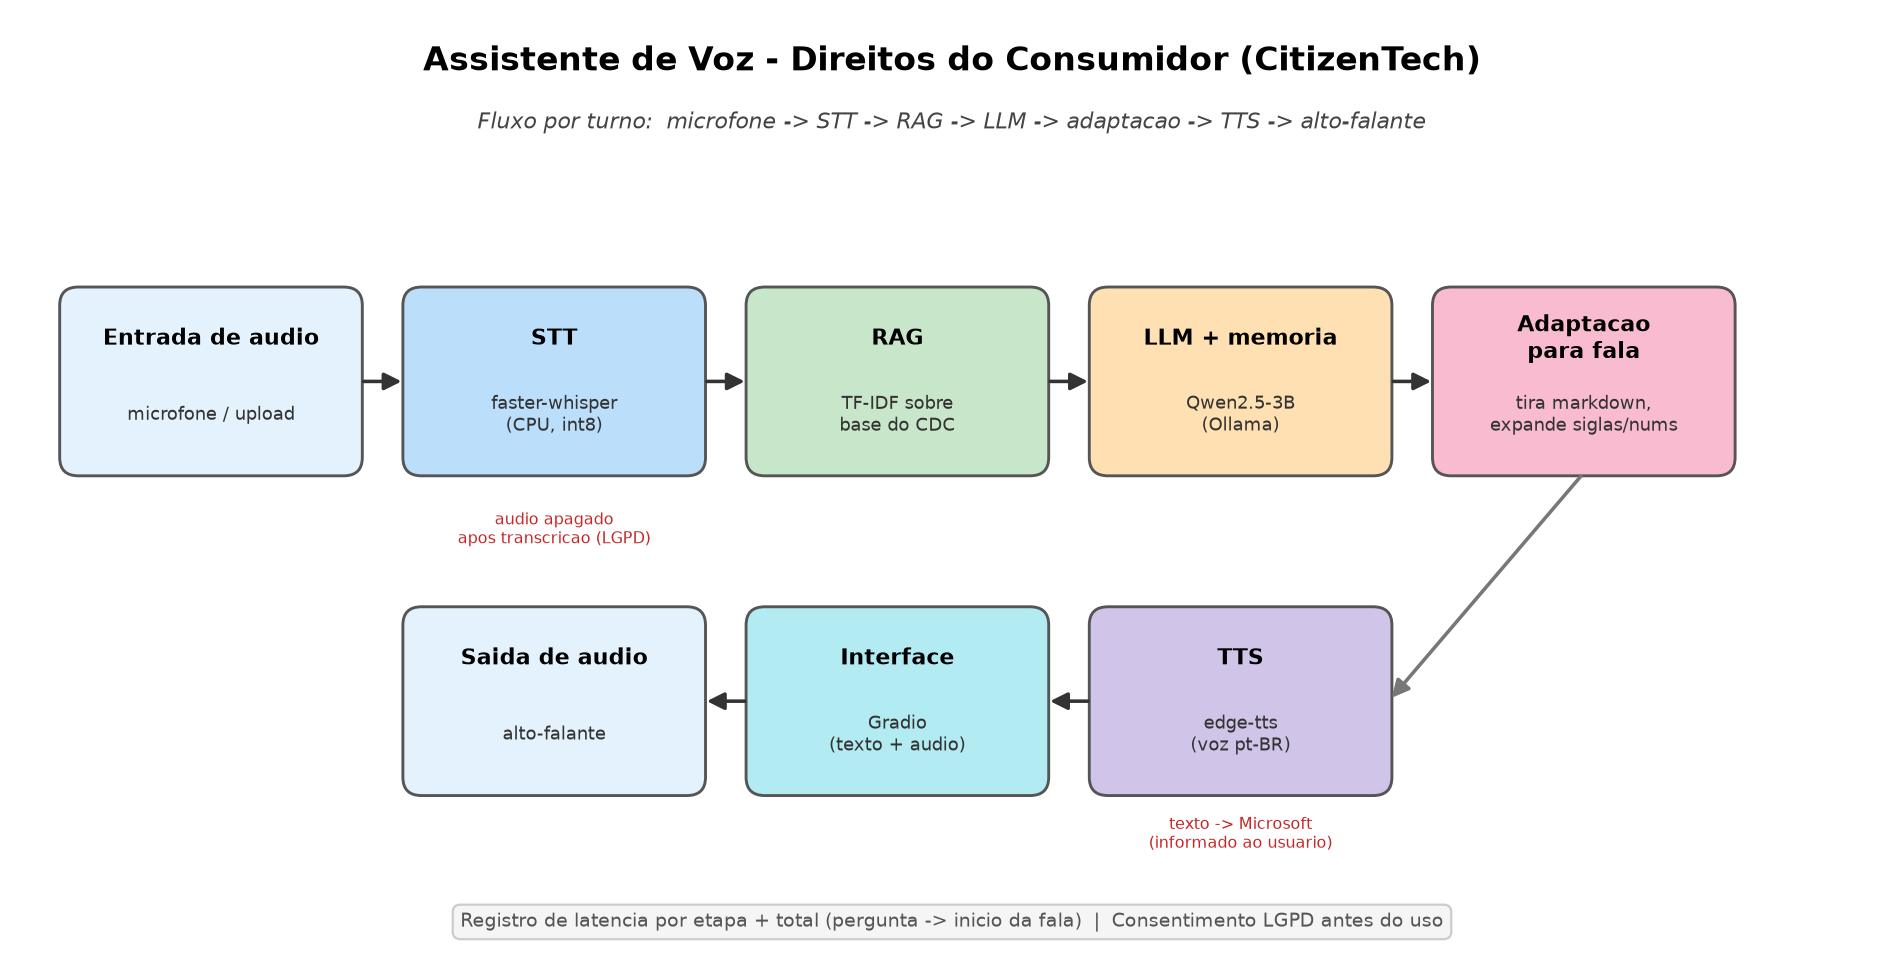 Assistente de Voz - Direitos do Consumidor (CitizenTech)
Fluxo por turno:  microfone -> STT -> RAG -> LLM -> adaptacao -> TTS -> alto-falante
Entrada de audio
microfone / upload
STT
faster-whisper
(CPU, int8)
RAG
TF-IDF sobre
base do CDC
LLM + memoria
Qwen2.5-3B
(Ollama)
Adaptacao
para fala
tira markdown,
expande siglas/nums
audio apagado
apos transcricao (LGPD)
Saida de audio
alto-falante
Interface
Gradio
(texto + audio)
TTS
edge-tts
(voz pt-BR)
texto -> Microsoft
(informado ao usuario)
Registro de latencia por etapa + total (pergunta -> inicio da fala)  |  Consentimento LGPD antes do uso